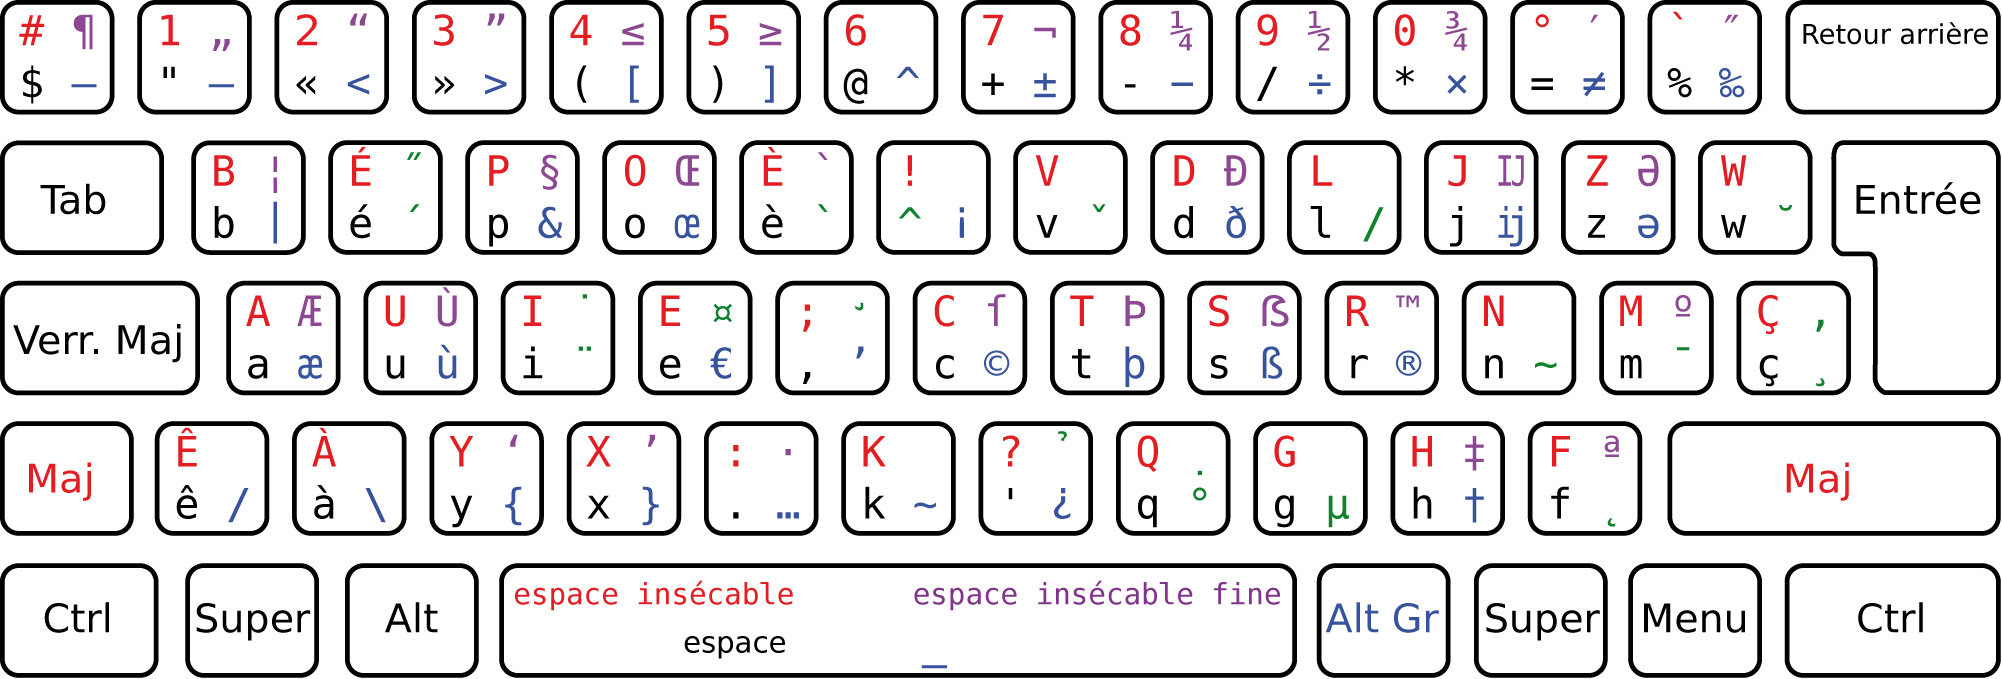 # ¶ 1 „ 2 “ 3 ” 4 ≤ 5 ≥ 6 7 ¬ 8 ¼ 9 ½ 0 ¾ ° ′ ` ″ Retour arrière
$ – " — « < » > ( [ ) ] @ ^ + ± - − / ÷ * × = ≠ % ‰
B ¦ É ˝ P § O Œ È ` ! V D Ð L J IJ Z Ə W
Tab Entrée
b | é ´ p & o œ è ` ^ ¡ v ˇ d ð l / j ij z ə w ˘
A Æ U Ù I ˙ E ¤ ; C ſ T Þ S ẞ R ™ N M º Ç ,
Verr. Maj
a æ u ù i ¨ e € , ’ c © t þ s ß r ® n ~ m ¯ ç ¸
Ê À Y ‘ X ’ : · K ? Q . G H ‡ F ª
Maj Maj
ê / à \ y { x } . … k ~ ' ¿ q ° g µ h † f ˛
espace insécable espace insécable fine
Ctrl Super Alt Alt Gr Super Menu Ctrl
espace _